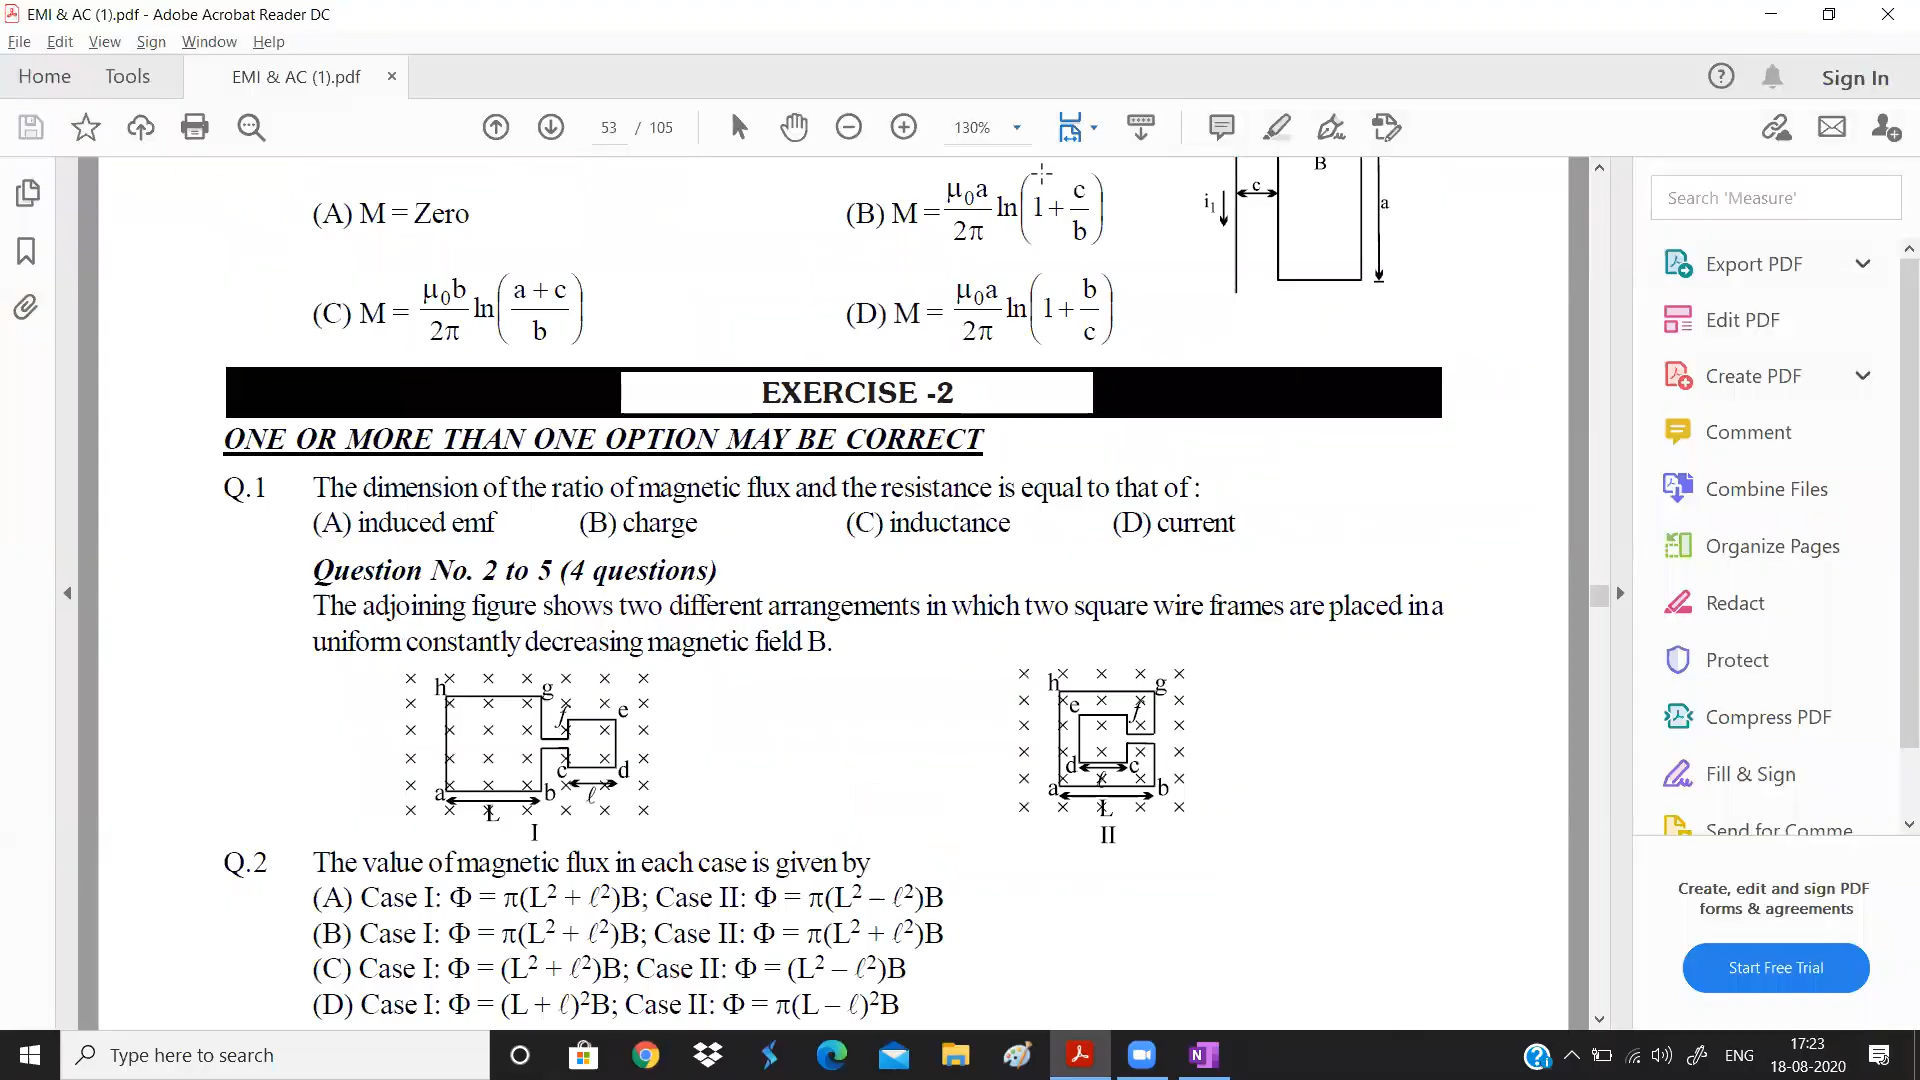 EMI & AC (1).pdf - Adobe Acrobat Reader DC
File Edit View Sign Window Help
Home Tools EMI & AC (1).pdf × Sign In
53 / 105 130%
(A) M = Zero
(B) M = μ0a/2π ln(1 + c/b)
B
c
i1
a
(C) M = μ0b/2π ln((a + c)/b)
(D) M = μ0a/2π ln(1 + b/c)
EXERCISE -2
ONE OR MORE THAN ONE OPTION MAY BE CORRECT
Q.1 The dimension of the ratio of magnetic flux and the resistance is equal to that of :
(A) induced emf (B) charge (C) inductance (D) current
Question No. 2 to 5 (4 questions)
The adjoining figure shows two different arrangements in which two square wire frames are placed in a
uniform constantly decreasing magnetic field B.
h g f e
c d
a b ℓ
L
I
h g
e f
d c
ℓ
a b
L
II
Q.2 The value of magnetic flux in each case is given by
(A) Case I: Φ = π(L² + ℓ²)B; Case II: Φ = π(L² – ℓ²)B
(B) Case I: Φ = π(L² + ℓ²)B; Case II: Φ = π(L² + ℓ²)B
(C) Case I: Φ = (L² + ℓ²)B; Case II: Φ = (L² – ℓ²)B
(D) Case I: Φ = (L + ℓ)²B; Case II: Φ = π(L – ℓ)²B
Search 'Measure'
Export PDF
Edit PDF
Create PDF
Comment
Combine Files
Organize Pages
Redact
Protect
Compress PDF
Fill & Sign
Send for Comme
Create, edit and sign PDF
forms & agreements
Start Free Trial
Type here to search
ENG
17:23
18-08-2020